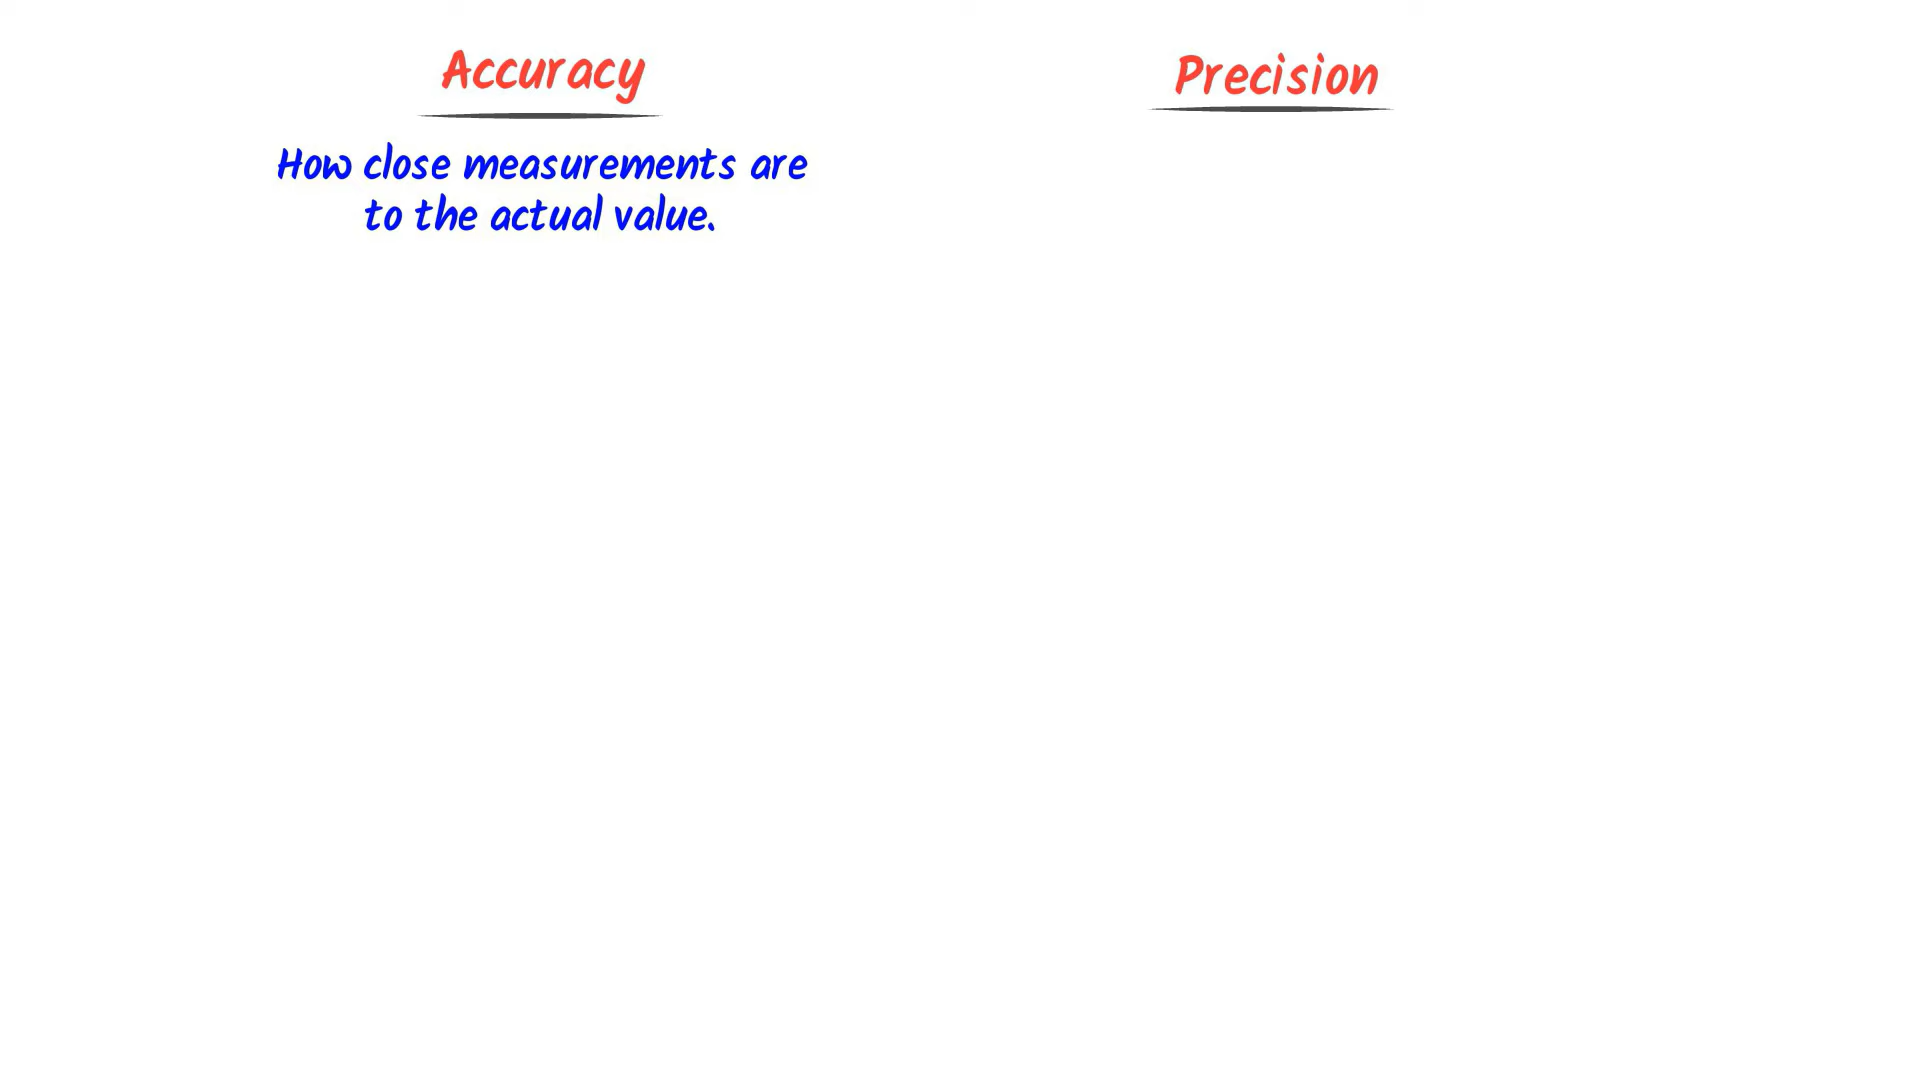 Accuracy
Precision
How close measurements are
to the actual value.